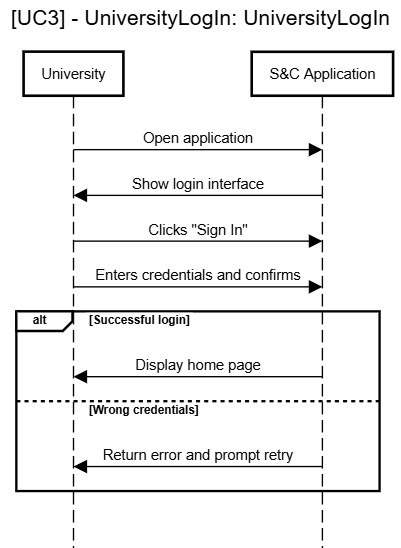 [UC3] - UniversityLogIn: UniversityLogIn
University
S&C Application
Open application
Show login interface
Clicks "Sign In"
Enters credentials and confirms
alt
[Successful login]
Display home page
[Wrong credentials]
Return error and prompt retry